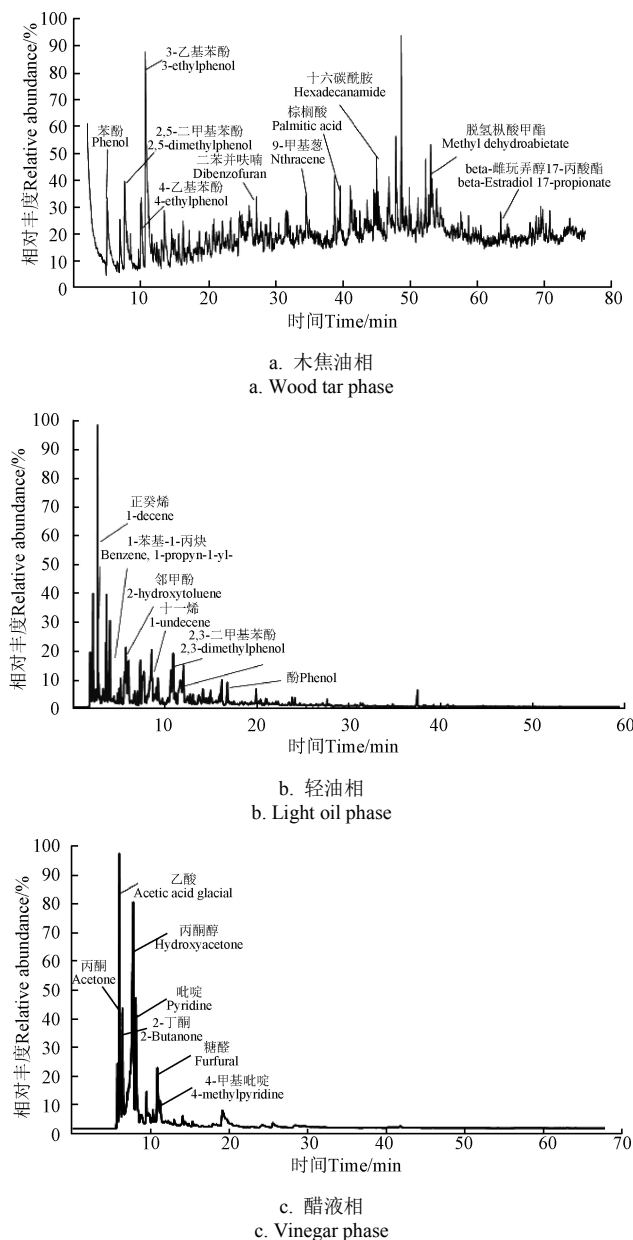 100
90
80
70
60
50
40
30
20
10
0
相对丰度Relative abundance/%
3-乙基苯酚
3-ethylphenol
苯酚
Phenol
2,5-二甲基苯酚
2,5-dimethylphenol
4-乙基苯酚
4-ethylphenol
二苯并呋喃
Dibenzofuran
9-甲基蒽
Nthracene
棕榈酸
Palmitic acid
十六碳酰胺
Hexadecanamide
脱氢枞酸甲酯
Methyl dehydroabietate
beta-雌玩弄醇17-丙酸酯
beta-Estradiol 17-propionate
10 20 30 40 50 60 70 80
时间Time/min
a. 木焦油相
a. Wood tar phase
100
90
80
70
60
50
40
30
20
10
0
相对丰度Relative abundance/%
正癸烯
1-decene
1-苯基-1-丙炔
Benzene, 1-propyn-1-yl-
邻甲酚
2-hydroxytoluene
十一烯
1-undecene
2,3-二甲基苯酚
2,3-dimethylphenol
酚Phenol
10 20 30 40 50 60
时间Time/min
b. 轻油相
b. Light oil phase
100
90
80
70
60
50
40
30
20
10
0
相对丰度Relative abundance/%
乙酸
Acetic acid glacial
丙酮醇
Hydroxyacetone
丙酮
Acetone
吡啶
Pyridine
2-丁酮
2-Butanone
糖醛
Furfural
4-甲基吡啶
4-methylpyridine
10 20 30 40 50 60 70
时间Time/min
c. 醋液相
c. Vinegar phase